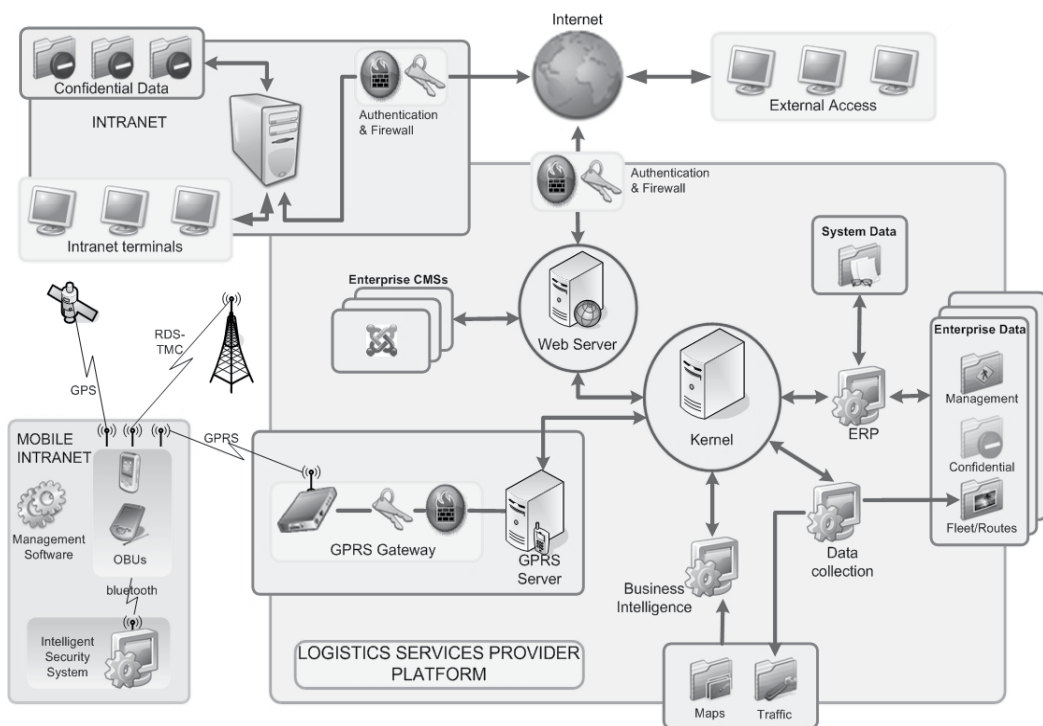 Internet
Confidential Data
INTRANET
Authentication
& Firewall
External Access
Authentication
& Firewall
Intranet terminals
System Data
Enterprise CMSs
Web Server
Enterprise Data
Management
Confidential
Fleet/Routes
RDS-
TMC
GPS
GPRS
Kernel
ERP
MOBILE
INTRANET
Management
Software
OBUs
bluetooth
Intelligent
Security
System
GPRS Gateway
GPRS
Server
Data
collection
Business
Intelligence
LOGISTICS SERVICES PROVIDER
PLATFORM
Maps
Traffic